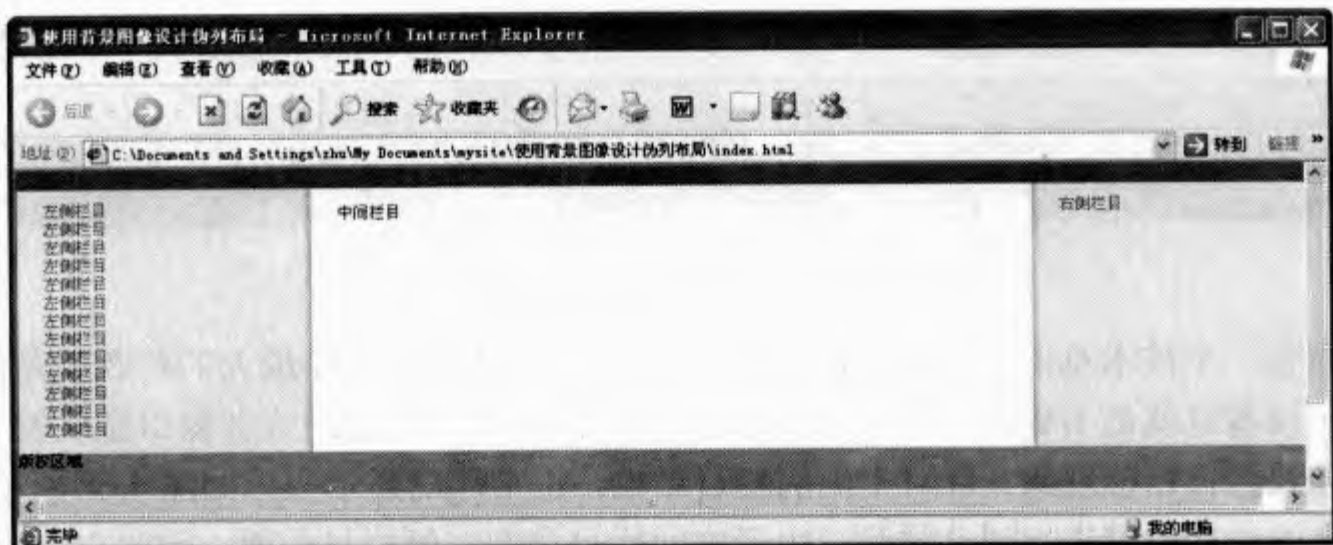 使用背景图像设计伪列布局 - Microsoft Internet Explorer
文件(F) 编辑(E) 查看(V) 收藏(A) 工具(T) 帮助(H)
后退 搜索 收藏夹
地址(D) C:\Documents and Settings\zhu\My Documents\mysite\使用背景图像设计伪列布局\index.html 转到 链接 »
左侧栏目 中间栏目 右侧栏目
左侧栏目
左侧栏目
左侧栏目
左侧栏目
左侧栏目
左侧栏目
左侧栏目
左侧栏目
左侧栏目
左侧栏目
左侧栏目
左侧栏目
版权区域
完毕 我的电脑